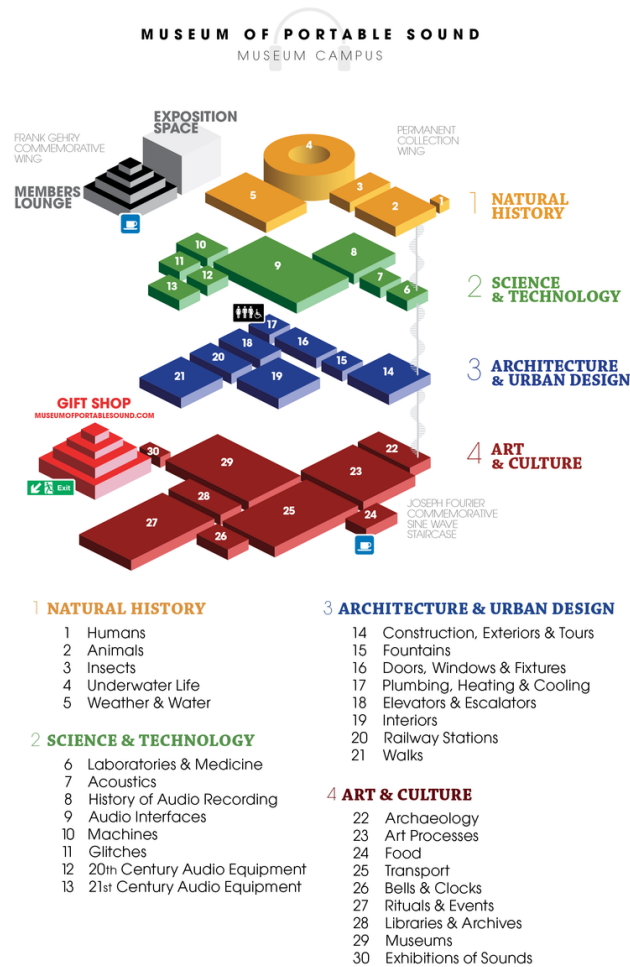 MUSEUM OF PORTABLE SOUND
MUSEUM CAMPUS
EXPOSITION
SPACE
FRANK GEHRY
COMMEMORATIVE
WING
MEMBERS
LOUNGE
PERMANENT
COLLECTION
WING
4
5
3
2
1
1 NATURAL
HISTORY
10
11
12
13
9
8
7
6
2 SCIENCE
& TECHNOLOGY
17
18
16
20
15
21
19
14
3 ARCHITECTURE
& URBAN DESIGN
GIFT SHOP
MUSEUMOFPORTABLESOUND.COM
Exit
30
29
22
23
28
25
27
26
24
4 ART
& CULTURE
JOSEPH FOURIER
COMMEMORATIVE
SINE WAVE
STAIRCASE
1 NATURAL HISTORY
1 Humans
2 Animals
3 Insects
4 Underwater Life
5 Weather & Water
2 SCIENCE & TECHNOLOGY
6 Laboratories & Medicine
7 Acoustics
8 History of Audio Recording
9 Audio Interfaces
10 Machines
11 Glitches
12 20th Century Audio Equipment
13 21st Century Audio Equipment
3 ARCHITECTURE & URBAN DESIGN
14 Construction, Exteriors & Tours
15 Fountains
16 Doors, Windows & Fixtures
17 Plumbing, Heating & Cooling
18 Elevators & Escalators
19 Interiors
20 Railway Stations
21 Walks
4 ART & CULTURE
22 Archaeology
23 Art Processes
24 Food
25 Transport
26 Bells & Clocks
27 Rituals & Events
28 Libraries & Archives
29 Museums
30 Exhibitions of Sounds